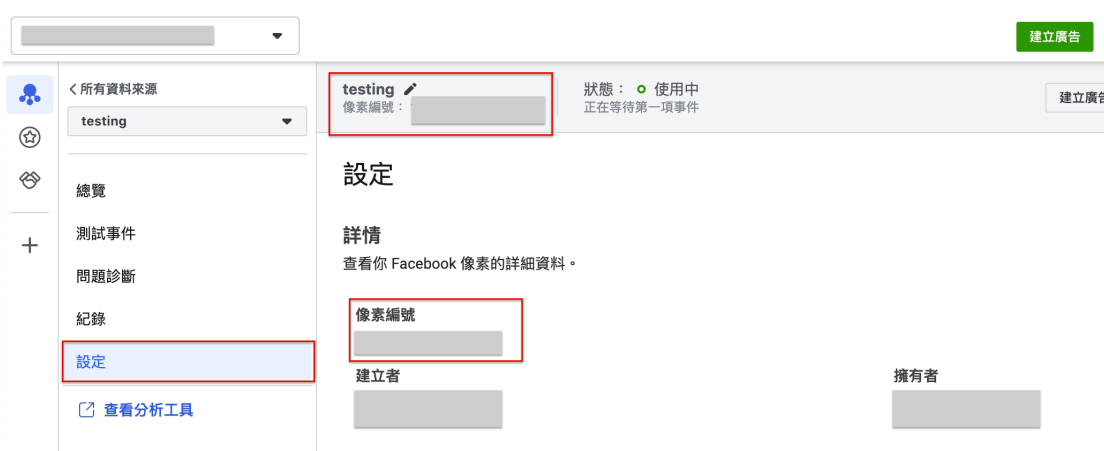 建立廣告
所有資料來源
testing
總覽
測試事件
問題診斷
紀錄
設定
查看分析工具
testing
像素編號：
狀態： 使用中
正在等待第一項事件
建立廣告
設定
詳情
查看你 Facebook 像素的詳細資料。
像素編號
建立者
擁有者